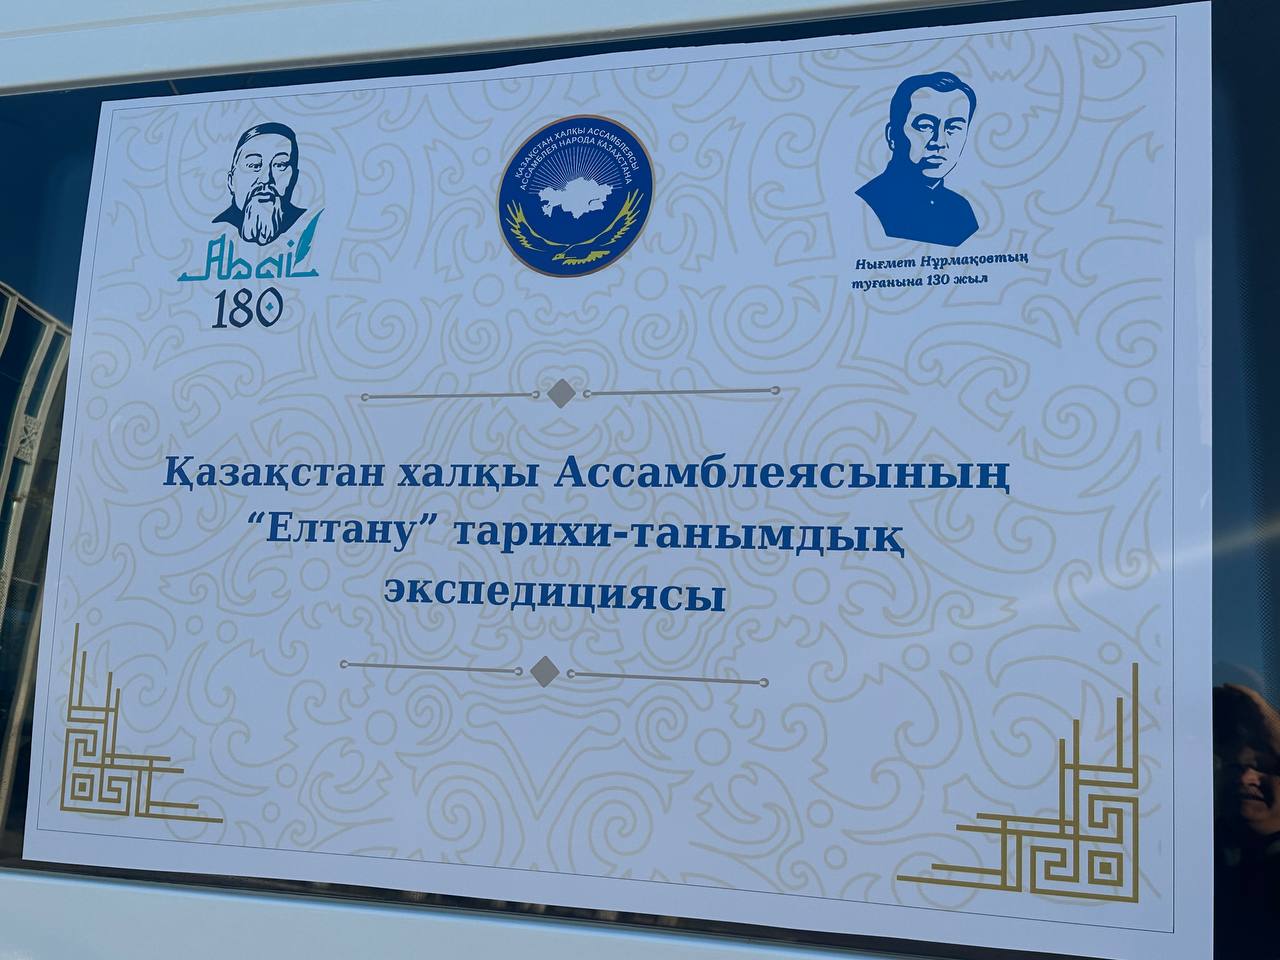 Abai
180
ҚАЗАҚСТАН ХАЛҚЫ АССАМБЛЕЯСЫ
АССАМБЛЕЯ НАРОДА КАЗАХСТАНА
Нығмет Нұрмақовтың
туғанына 130 жыл
Қазақстан халқы Ассамблеясының
“Елтану” тарихи-танымдық
экспедициясы